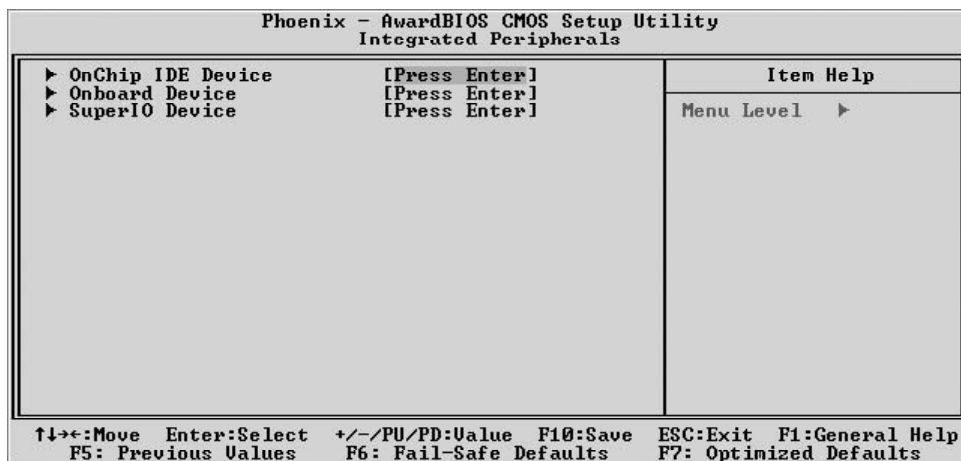 Phoenix - AwardBIOS CMOS Setup Utility
Integrated Peripherals
▶ OnChip IDE Device [Press Enter]
▶ Onboard Device [Press Enter]
▶ SuperIO Device [Press Enter]
Item Help
Menu Level ▶
↑↓→←:Move Enter:Select +/-/PU/PD:Value F10:Save ESC:Exit F1:General Help
F5: Previous Values F6: Fail-Safe Defaults F7: Optimized Defaults